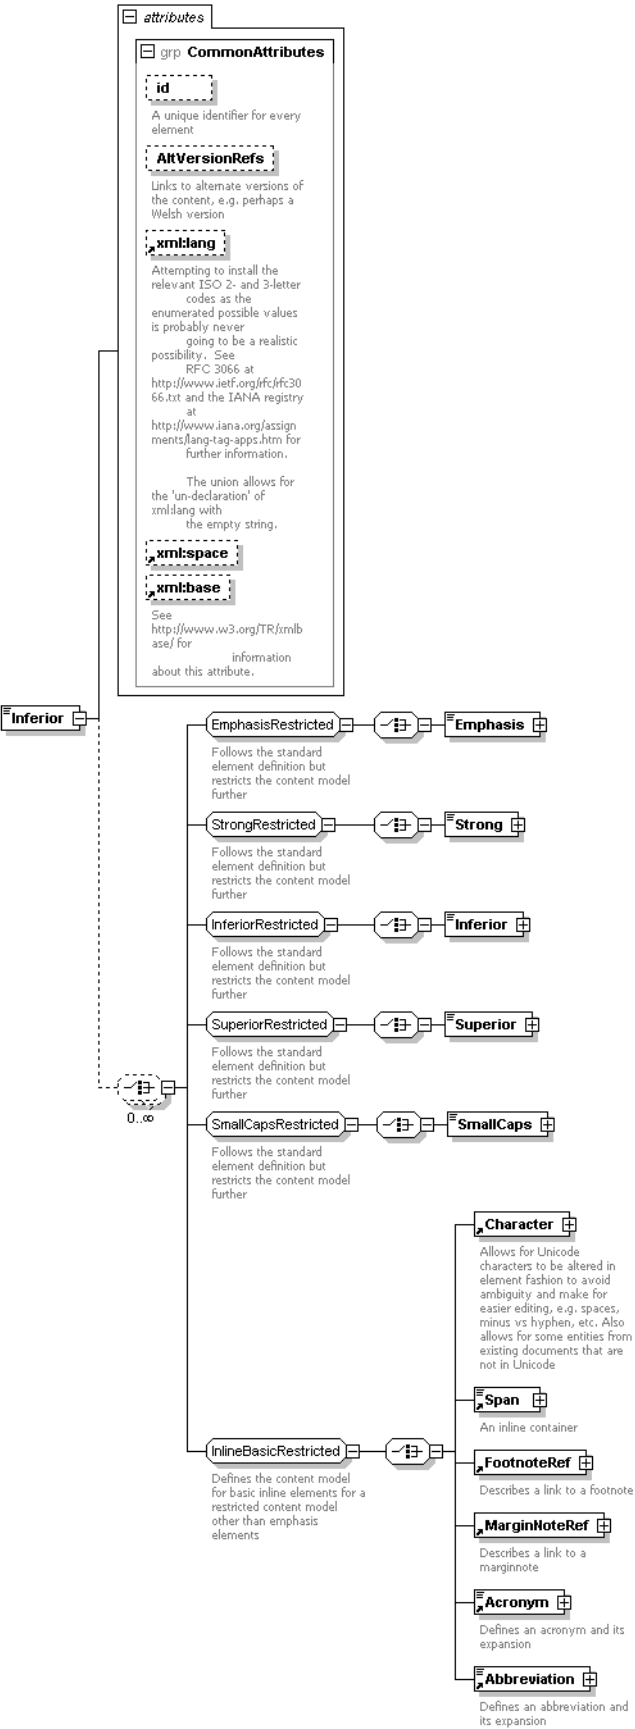 attributes
grp CommonAttributes
id
A unique identifier for every
element
AltVersionRefs
Links to alternate versions of
the content, e.g. perhaps a
Welsh version
xml:lang
Attempting to install the
relevant ISO 2- and 3-letter
codes as the
enumerated possible values
is probably never
going to be a realistic
possibility. See
RFC 3066 at
http://www.ietf.org/rfc/rfc30
66.txt and the IANA registry
at
http://www.iana.org/assign
ments/lang-tag-apps.htm for
further information.
The union allows for
the 'un-declaration' of
xml:lang with
the empty string.
xml:space
xml:base
See
http://www.w3.org/TR/xmlb
ase/ for
information
about this attribute.
Inferior
EmphasisRestricted
Emphasis
Follows the standard
element definition but
restricts the content model
further
StrongRestricted
Strong
Follows the standard
element definition but
restricts the content model
further
InferiorRestricted
Inferior
Follows the standard
element definition but
restricts the content model
further
SuperiorRestricted
Superior
Follows the standard
element definition but
restricts the content model
further
0..∞
SmallCapsRestricted
SmallCaps
Follows the standard
element definition but
restricts the content model
further
Character
Allows for Unicode
characters to be altered in
element fashion to avoid
ambiguity and make for
easier editing, e.g. spaces,
minus vs hyphen, etc. Also
allows for some entities from
existing documents that are
not in Unicode
Span
An inline container
InlineBasicRestricted
Defines the content model
for basic inline elements for a
restricted content model
other than emphasis
elements
FootnoteRef
Describes a link to a footnote
MarginNoteRef
Describes a link to a
marginnote
Acronym
Defines an acronym and its
expansion
Abbreviation
Defines an abbreviation and
its expansion